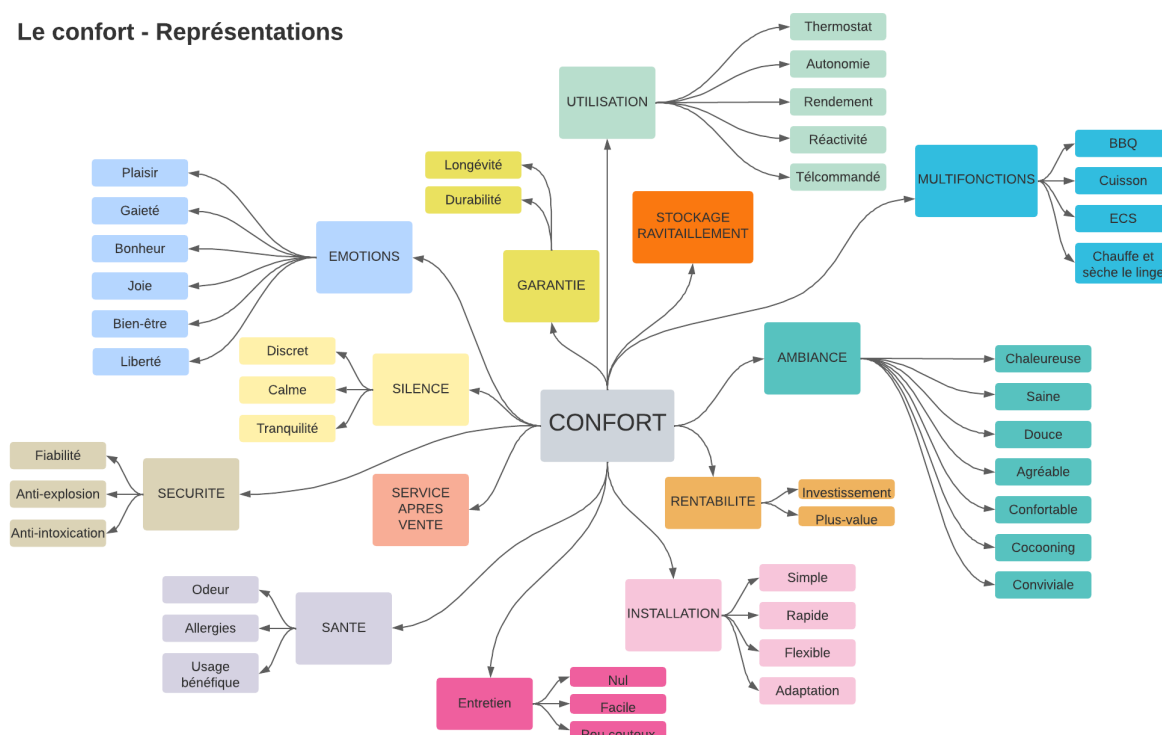 Le confort - Représentations
Thermostat
Autonomie
UTILISATION
Rendement
Réactivité
Télcommandé
BBQ
MULTIFONCTIONS
Cuisson
ECS
Chauffe et
sèche le linge
Longévité
Durabilité
STOCKAGE
RAVITAILLEMENT
GARANTIE
Plaisir
Gaieté
Bonheur
EMOTIONS
Joie
Bien-être
Liberté
Discret
SILENCE
Calme
Tranquilité
CONFORT
AMBIANCE
Chaleureuse
Saine
Douce
Agréable
Confortable
Cocooning
Conviviale
Fiabilité
SECURITE
Anti-explosion
Anti-intoxication
SERVICE
APRES
VENTE
RENTABILITE
Investissement
Plus-value
Odeur
SANTE
Allergies
Usage
bénéfique
INSTALLATION
Simple
Rapide
Flexible
Adaptation
Entretien
Nul
Facile
Peu couteux